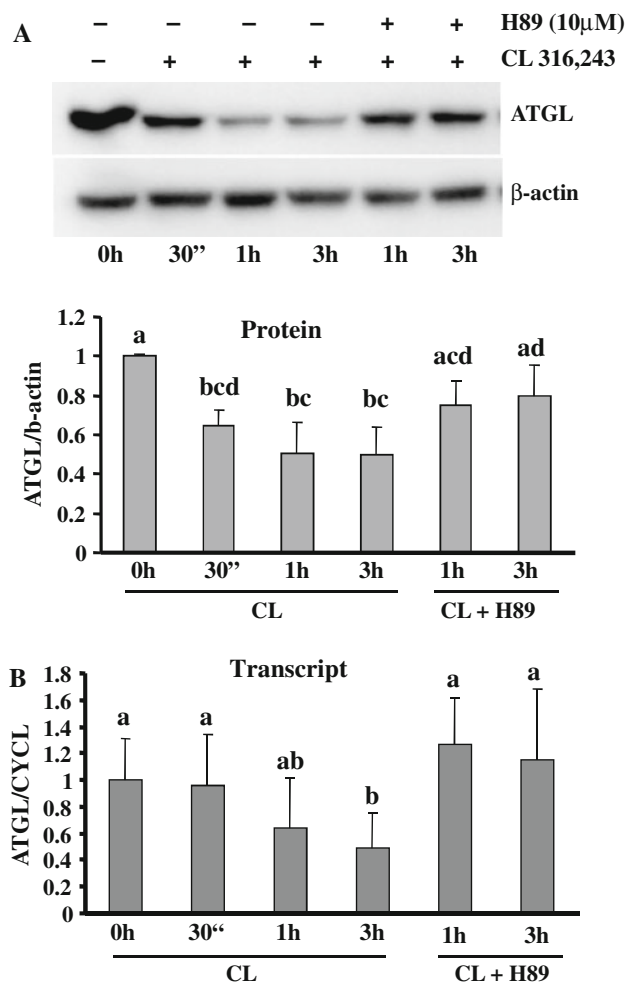 A
– – – – + + H89 (10μM)
– + + + + + CL 316,243
ATGL
β-actin
0h 30” 1h 3h 1h 3h
Protein
ATGL/b-actin
1.2
1
0.8
0.6
0.4
0.2
0
a bcd bc bc acd ad
0h 30” 1h 3h 1h 3h
CL CL + H89
B
Transcript
ATGL/CYCL
1.8
1.6
1.4
1.2
1
0.8
0.6
0.4
0.2
0
a a ab b a a
0h 30“ 1h 3h 1h 3h
CL CL + H89